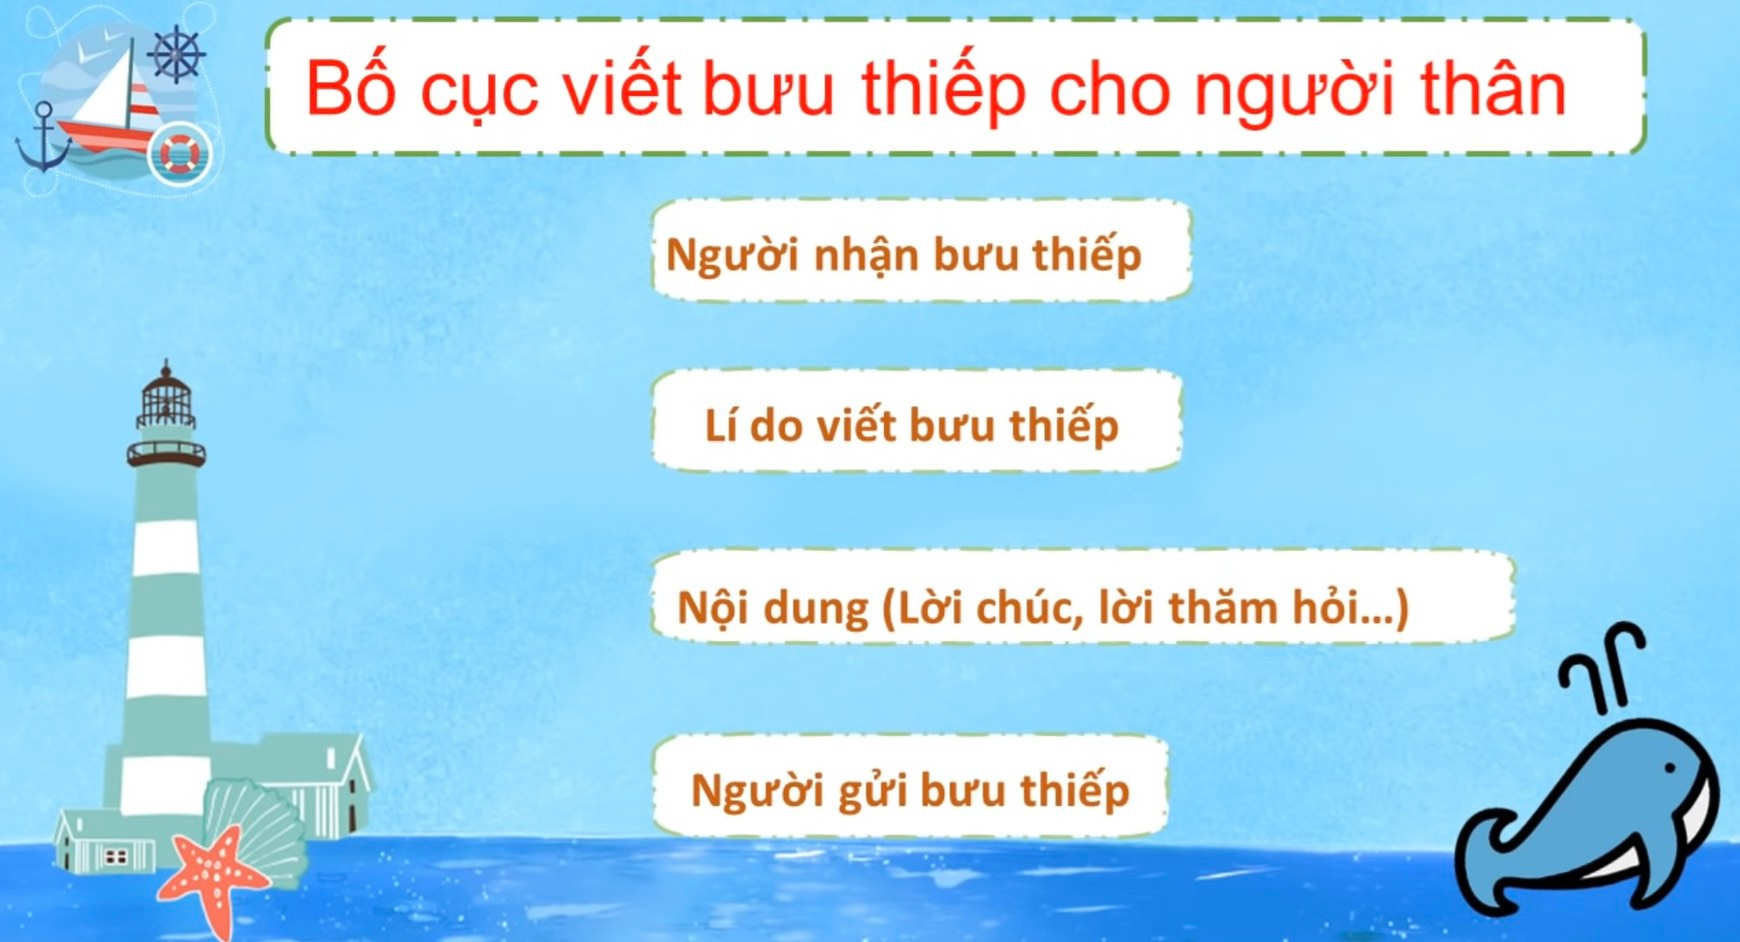 Bố cục viết bưu thiếp cho người thân
Người nhận bưu thiếp
Lí do viết bưu thiếp
Nội dung (Lời chúc, lời thăm hỏi...)
Người gửi bưu thiếp